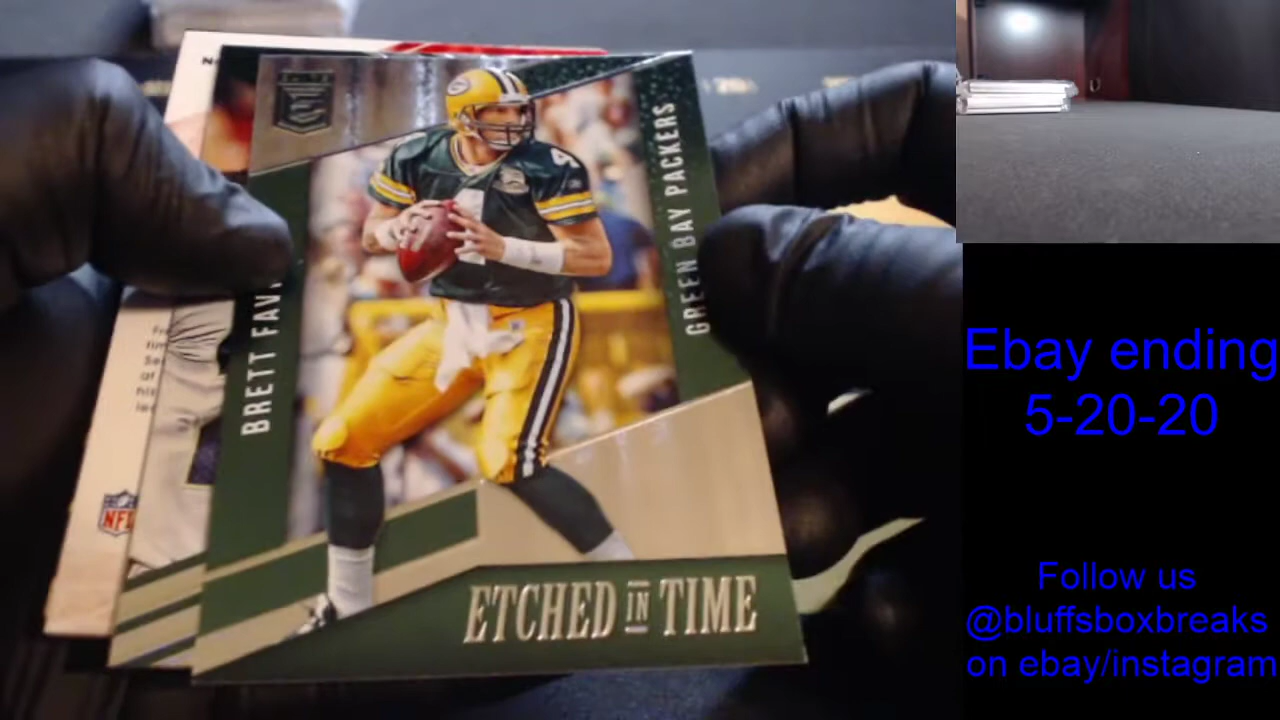 ELITE
BRETT FAV
GREEN BAY PACKERS
ETCHED IN TIME
NFL
Ebay ending
5-20-20
Follow us
@bluffsboxbreaks
on ebay/instagram